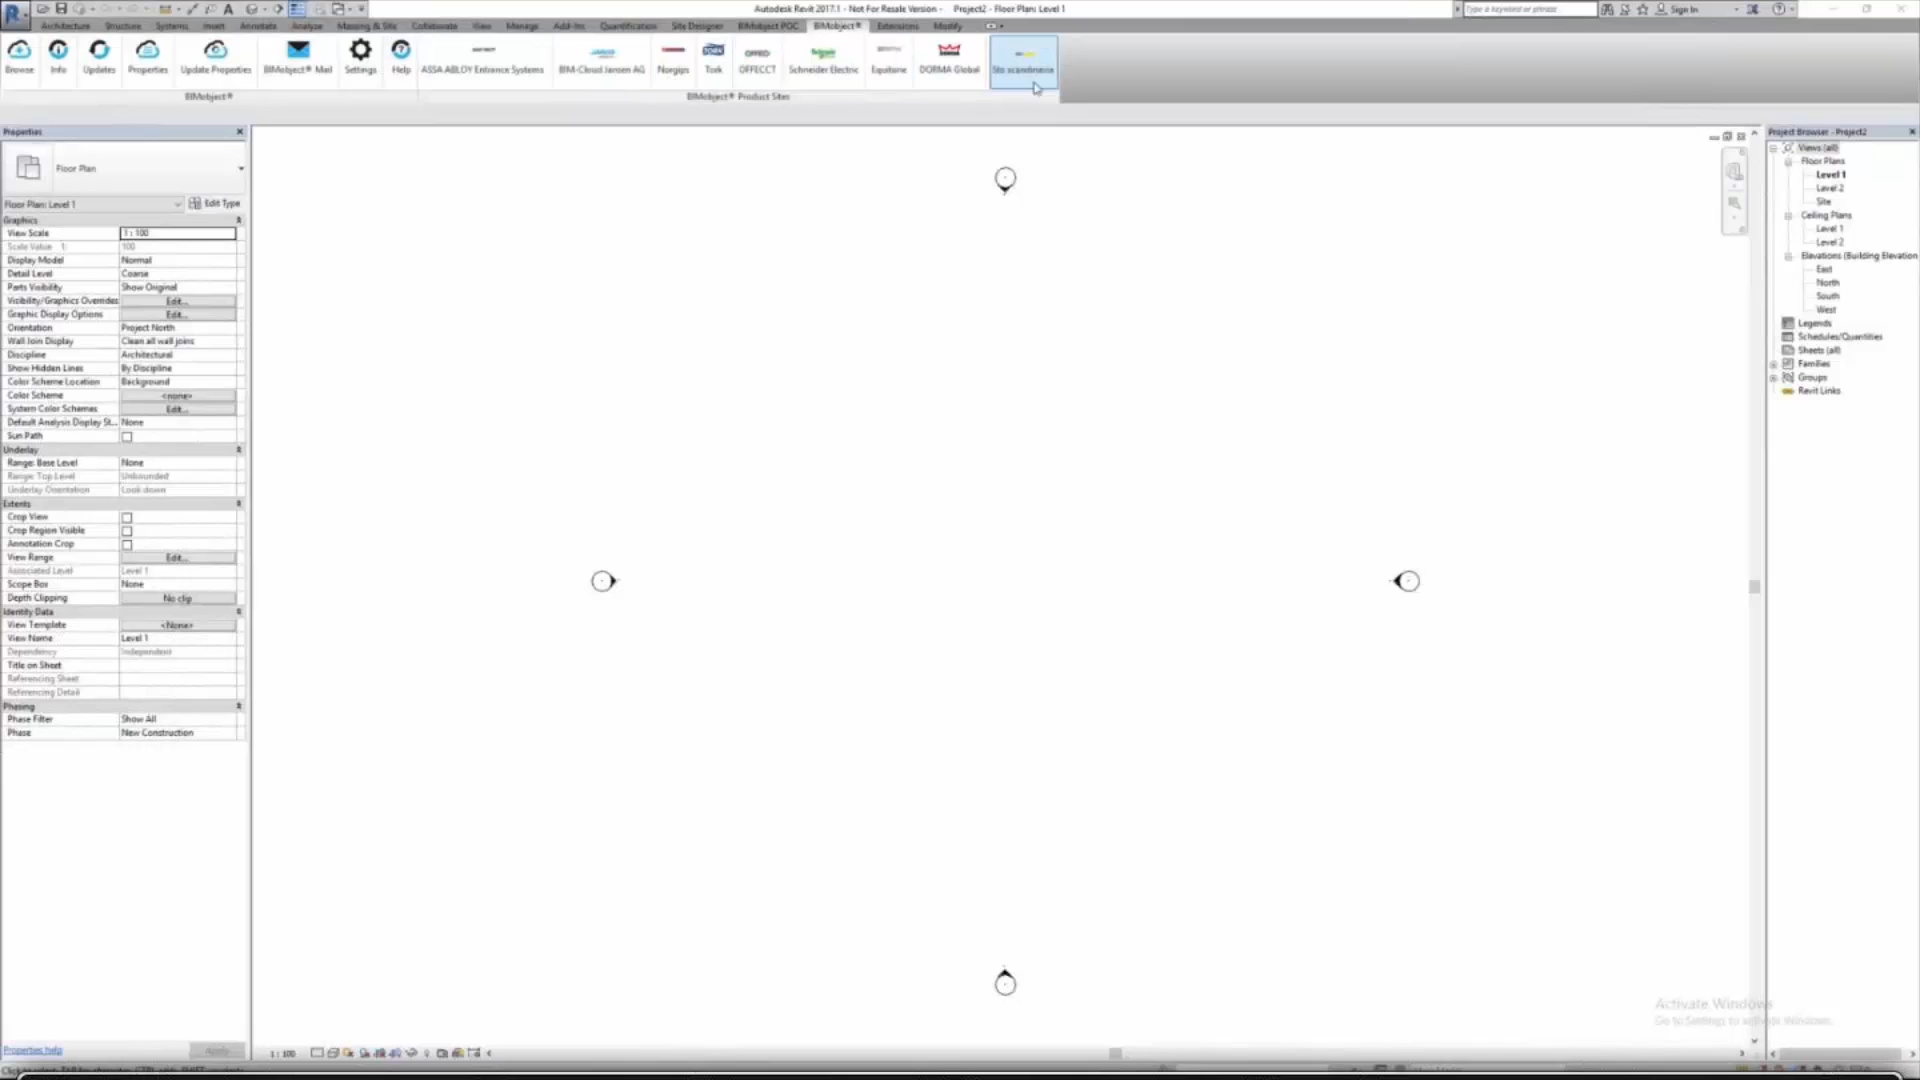 Autodesk Revit 2017.1 - Not For Resale Version - Project2 - Floor Plan: Level 1
Type a keyword or phrase
Sign In
Architecture Structure Systems Insert Annotate Analyze Massing & Site Collaborate View Manage Add-Ins Quantification Site Designer BIMobject POC BIMobject® Extensions Modify
Browse Info Updates Properties Update Properties BIMobject® Mail Settings Help ASSA ABLOY Entrance Systems BIM-Cloud Jansen AG Norgips Tork OFFECCT Schneider Electric Equitone DORMA Global Sto scandinavia
BIMobject® BIMobject® Product Sites
Properties
Floor Plan
Floor Plan: Level 1 Edit Type
Graphics
View Scale 1 : 100
Scale Value 1: 100
Display Model Normal
Detail Level Coarse
Parts Visibility Show Original
Visibility/Graphics Overrides Edit...
Graphic Display Options Edit...
Orientation Project North
Wall Join Display Clean all wall joins
Discipline Architectural
Show Hidden Lines By Discipline
Color Scheme Location Background
Color Scheme <none>
System Color Schemes Edit...
Default Analysis Display St... None
Sun Path
Underlay
Range: Base Level None
Range: Top Level Unbounded
Underlay Orientation Look down
Extents
Crop View
Crop Region Visible
Annotation Crop
View Range Edit...
Associated Level Level 1
Scope Box None
Depth Clipping No clip
Identity Data
View Template <None>
View Name Level 1
Dependency Independent
Title on Sheet
Referencing Sheet
Referencing Detail
Phasing
Phase Filter Show All
Phase New Construction
Properties help Apply
1 : 100
Project Browser - Project2
Views (all)
Floor Plans
Level 1
Level 2
Site
Ceiling Plans
Level 1
Level 2
Elevations (Building Elevation
East
North
South
West
Legends
Schedules/Quantities
Sheets (all)
Families
Groups
Revit Links
Activate Windows
Go to Settings to activate Windows.